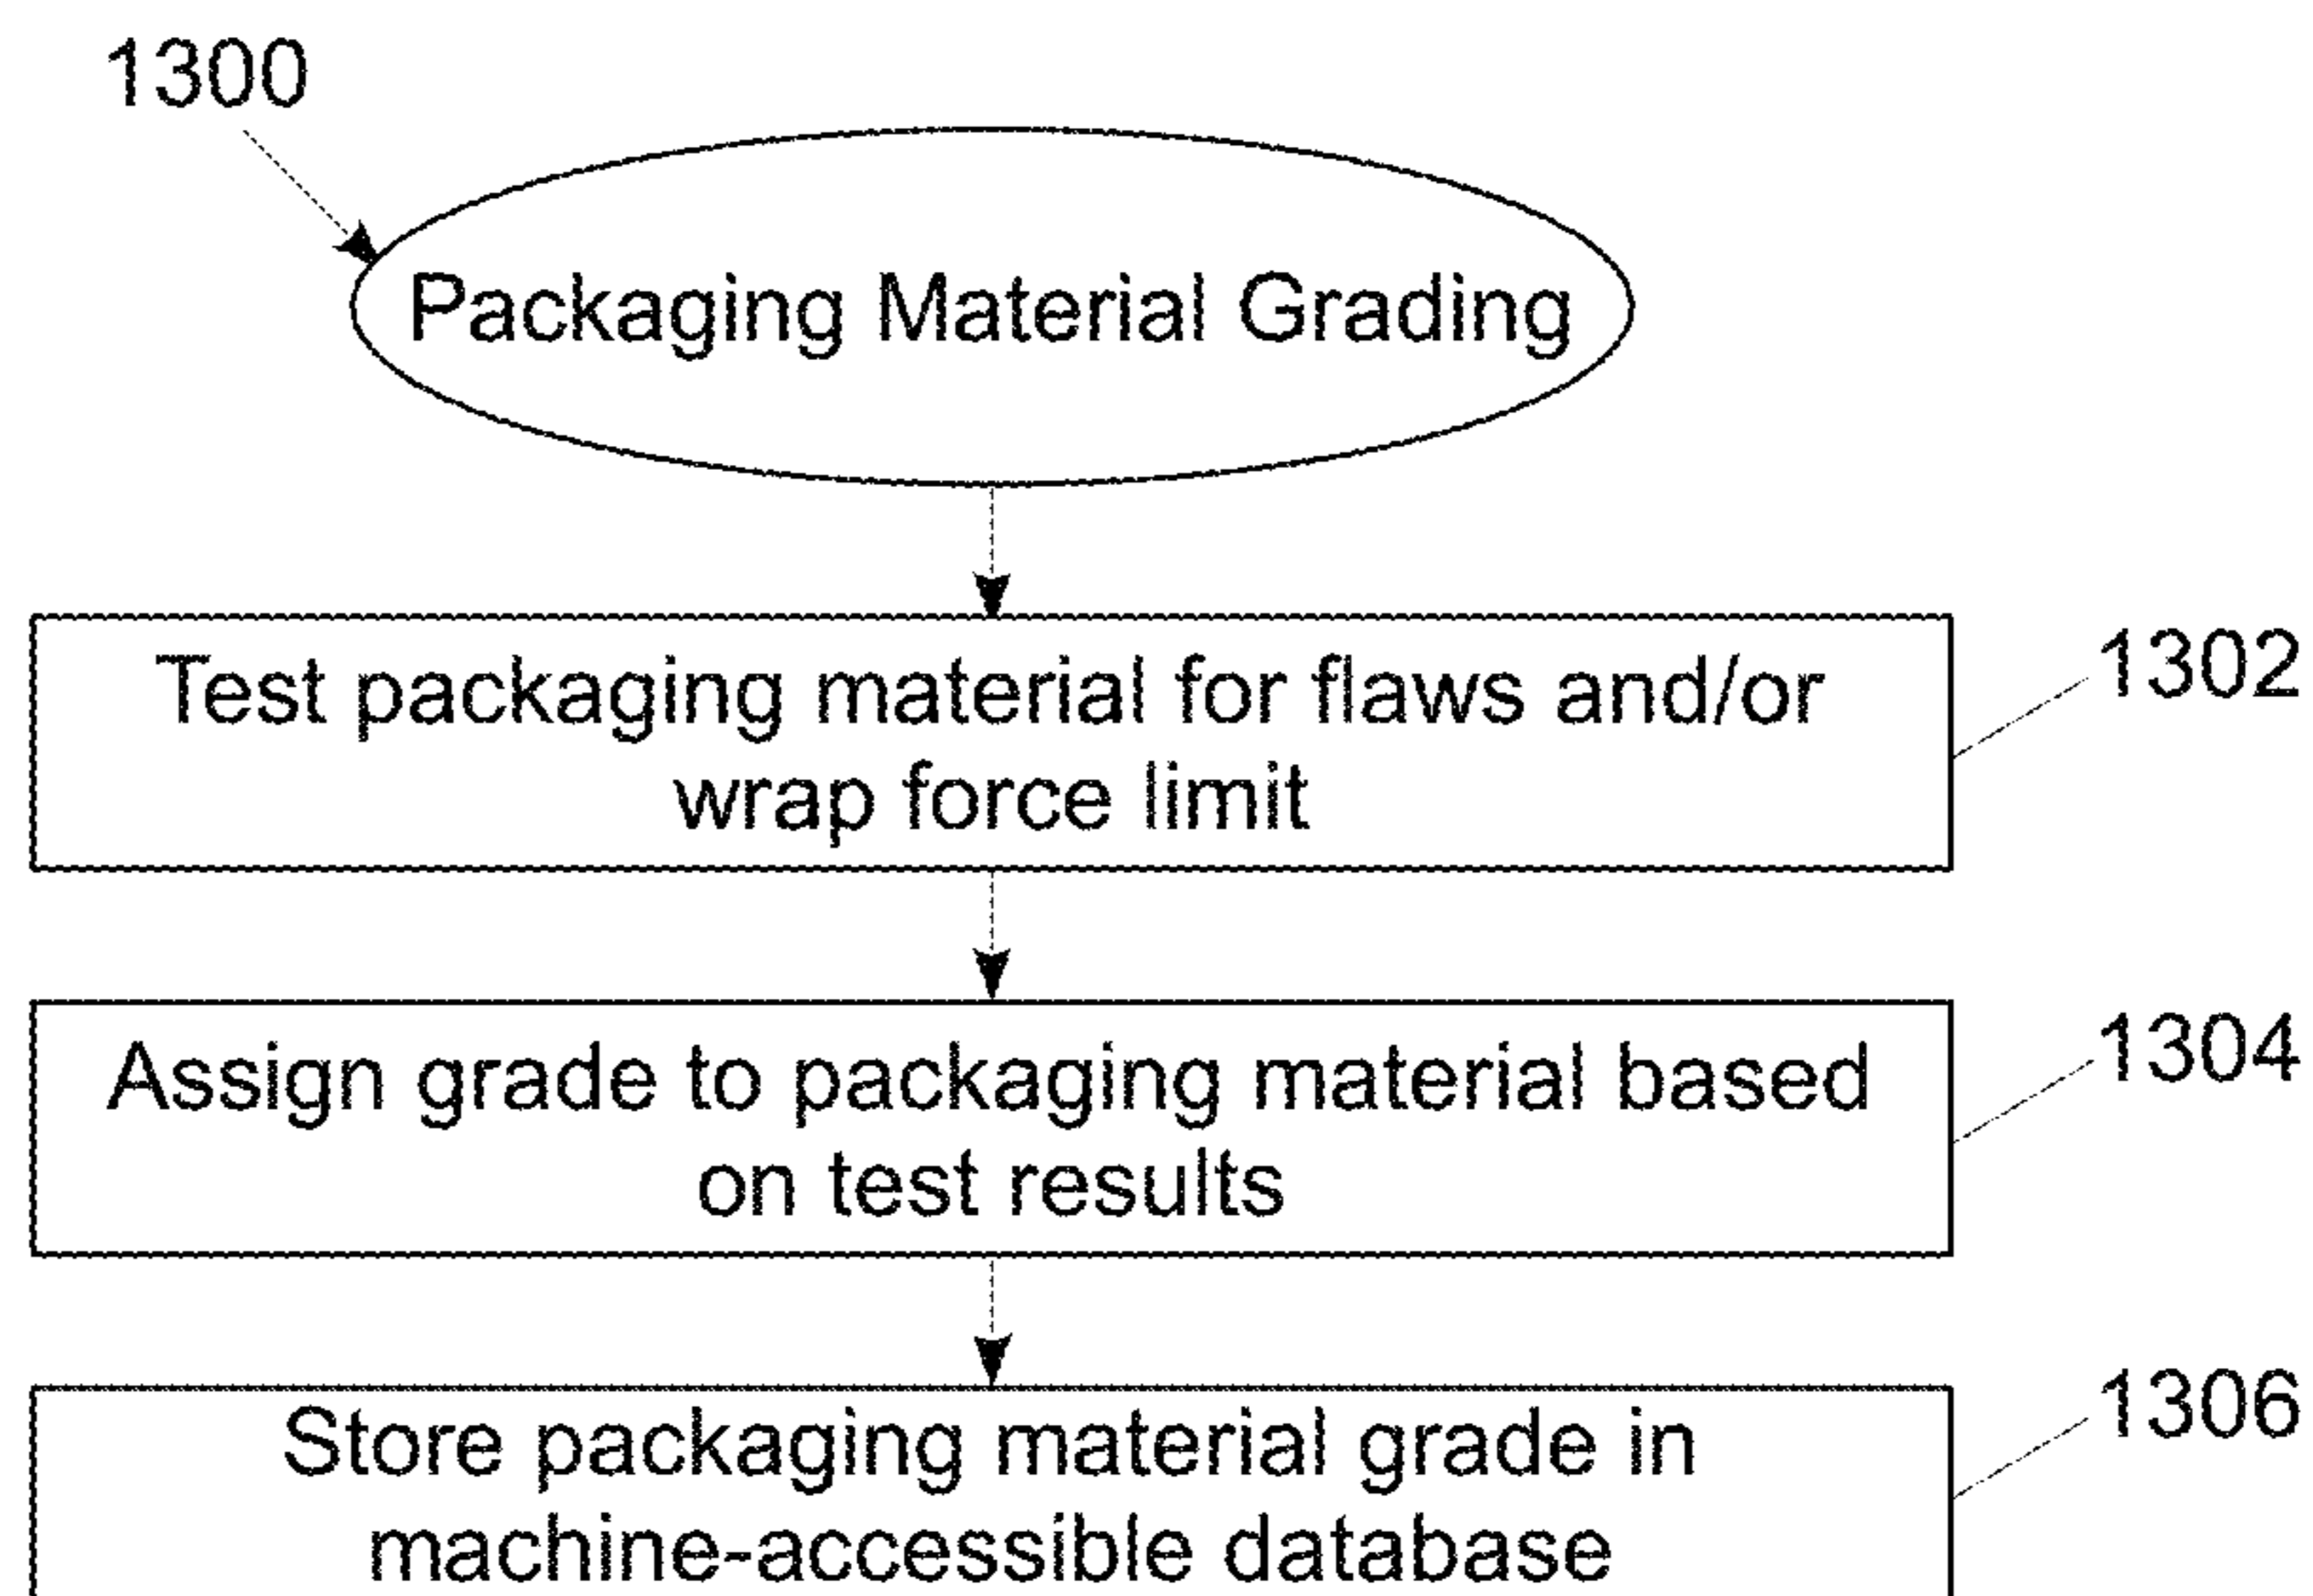 1300
Packaging Material Grading
Test packaging material for flaws and/or
wrap force limit
1302
Assign grade to packaging material based
on test results
1304
Store packaging material grade in
machine-accessible database
1306